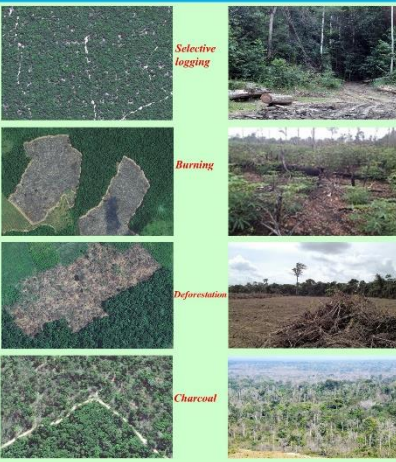 Selective
logging
Burning
Deforestation
Charcoal